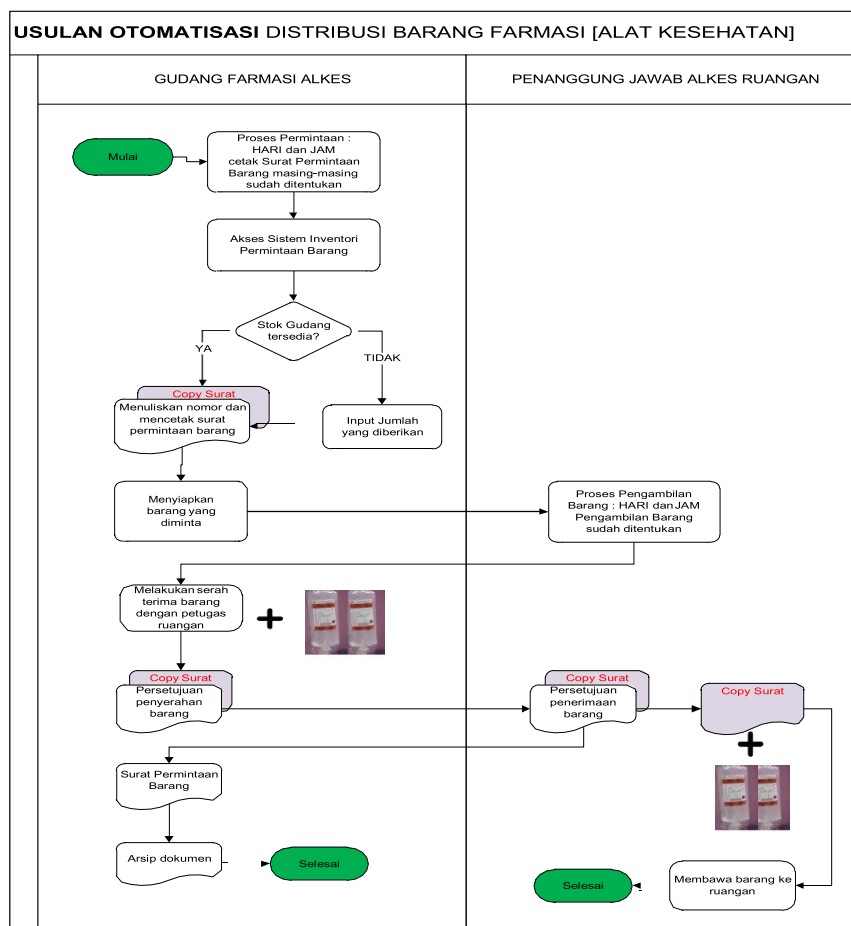 USULAN OTOMATISASI DISTRIBUSI BARANG FARMASI [ALAT KESEHATAN]
GUDANG FARMASI ALKES
PENANGGUNG JAWAB ALKES RUANGAN
Mulai
Proses Permintaan :
HARI dan JAM
cetak Surat Permintaan
Barang masing-masing
sudah ditentukan
Akses Sistem Inventori
Permintaan Barang
Stok Gudang
tersedia?
YA
TIDAK
Copy Surat
Menuliskan nomor dan
mencetak surat
permintaan barang
Input Jumlah
yang diberikan
Menyiapkan
barang yang
diminta
Proses Pengambilan
Barang : HARI dan JAM
Pengambilan Barang
sudah ditentukan
Melakukan serah
terima barang
dengan petugas
ruangan
Copy Surat
Persetujuan
penyerahan
barang
Copy Surat
Persetujuan
penerimaan
barang
Copy Surat
Surat Permintaan
Barang
Arsip dokumen
Selesai
Membawa barang ke
ruangan
Selesai